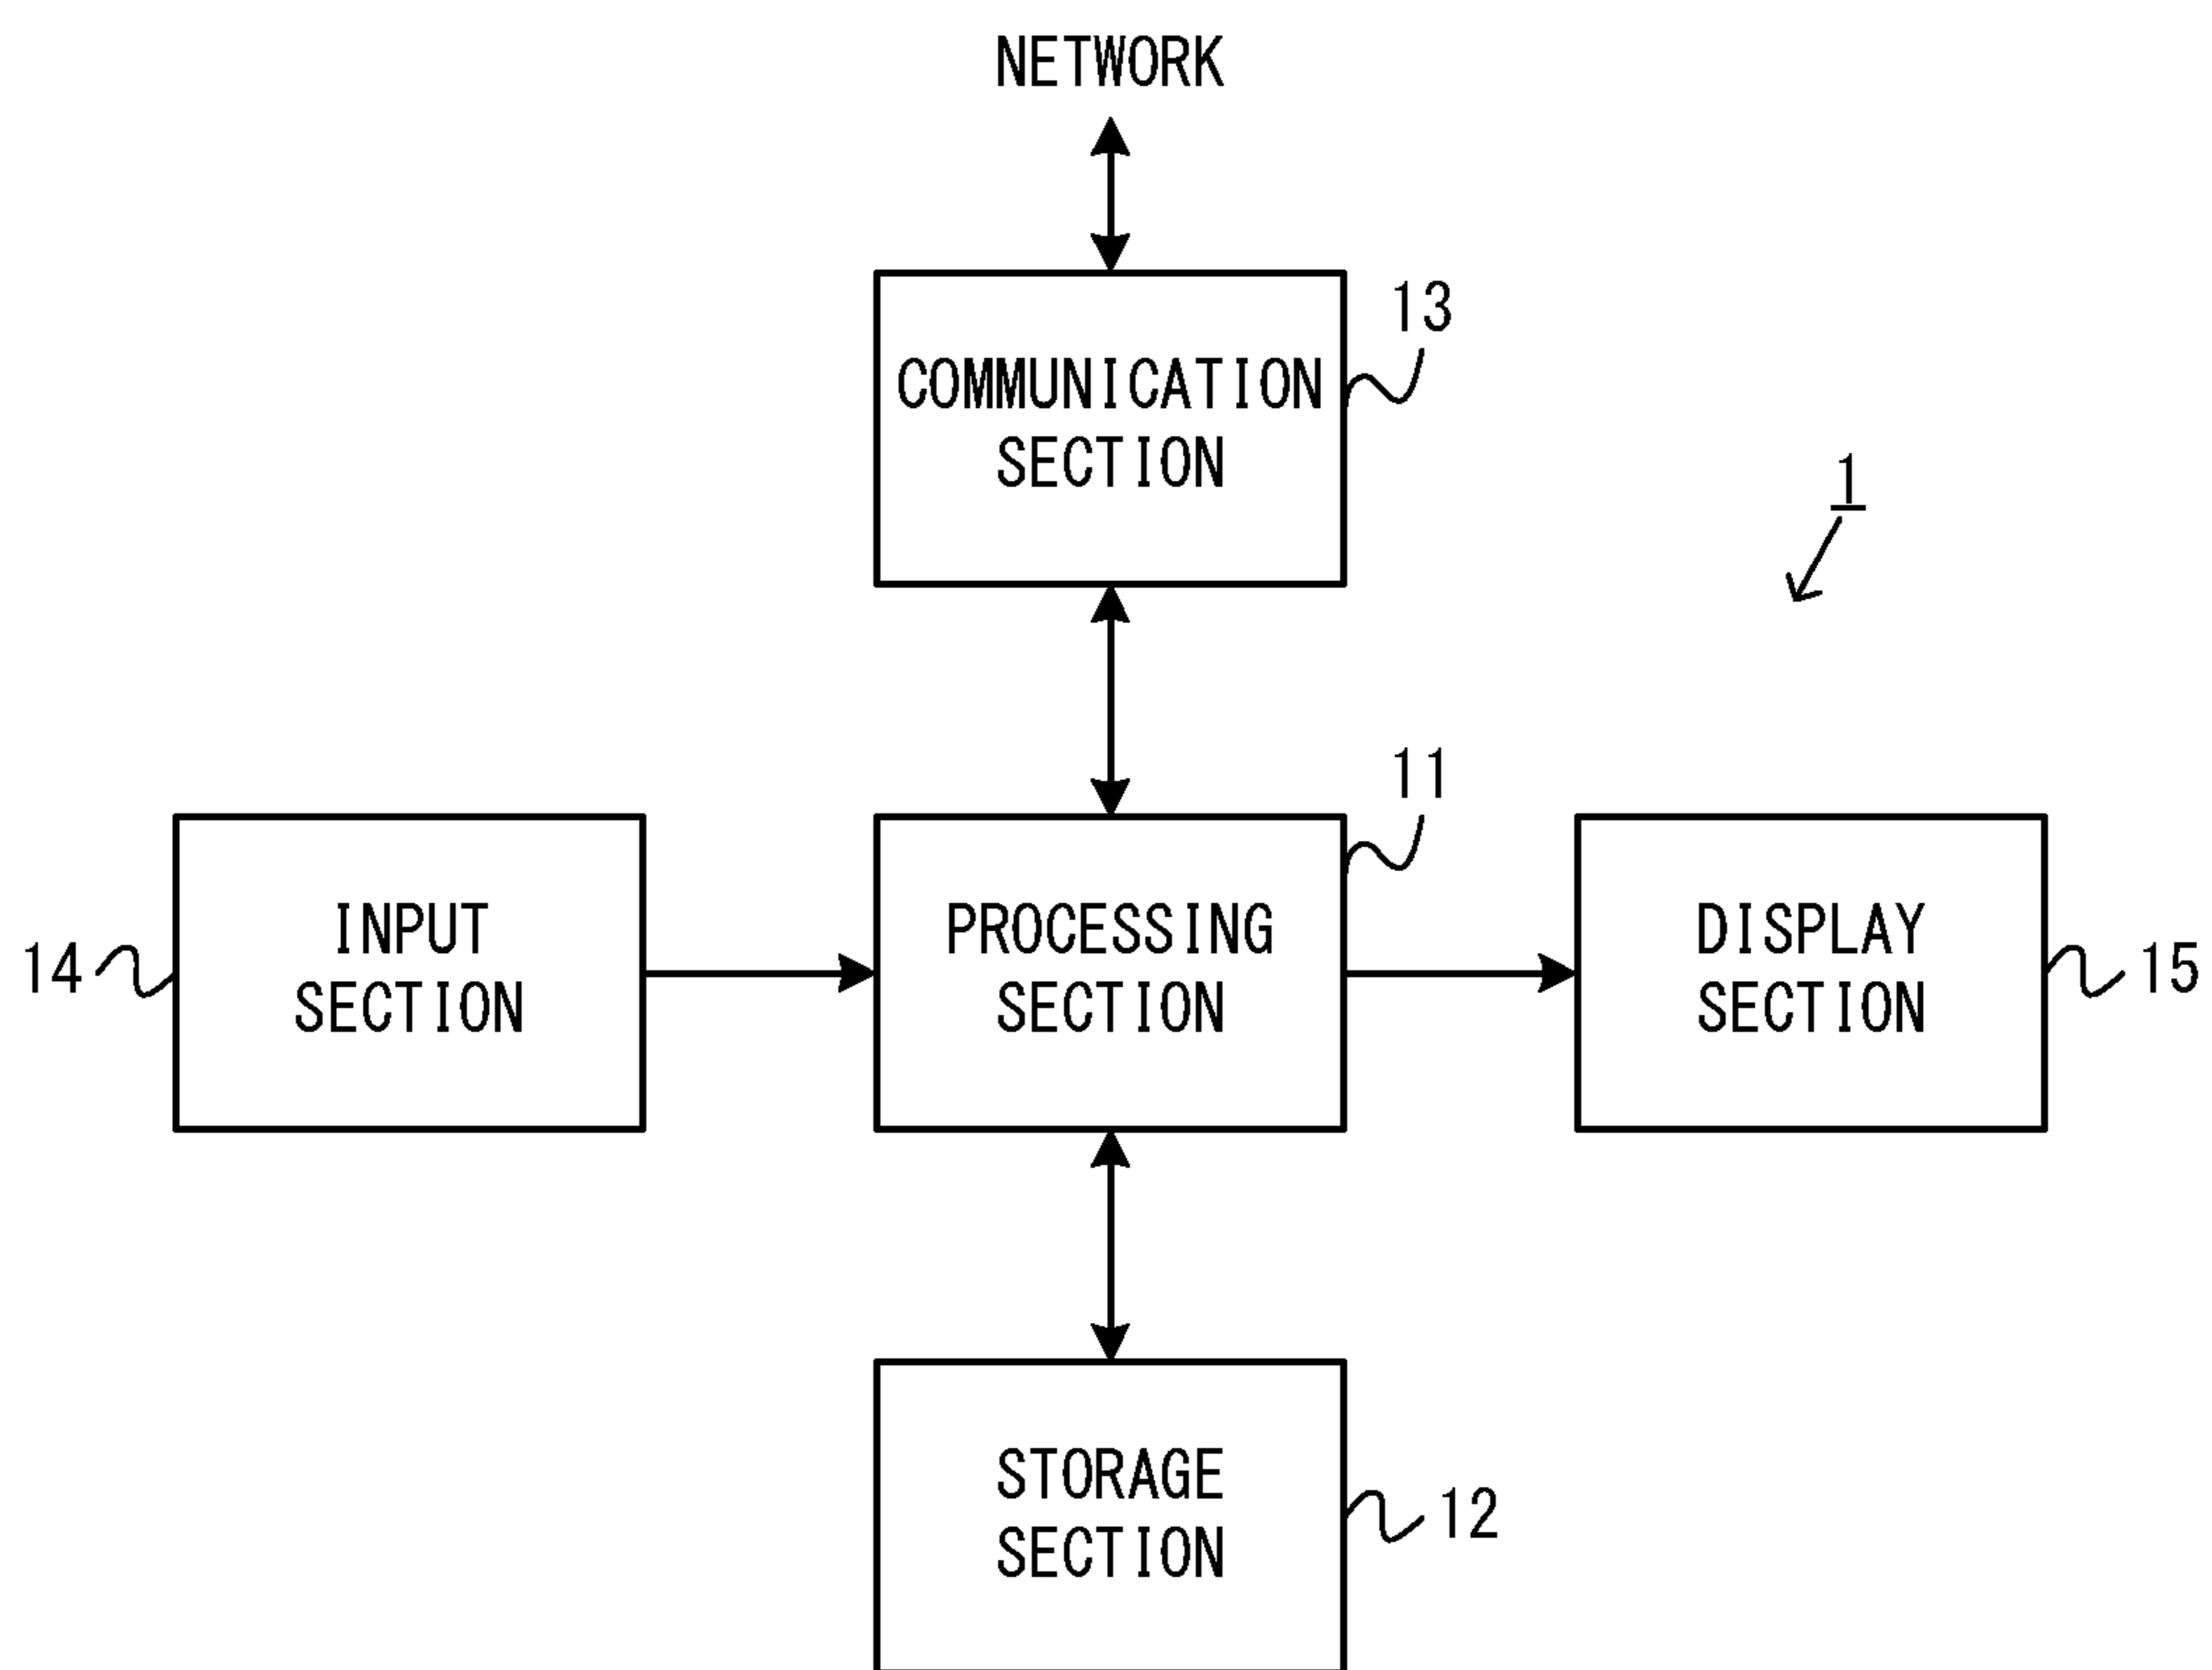 NETWORK
13
COMMUNICATION
SECTION
1
11
INPUT
SECTION
14
PROCESSING
SECTION
DISPLAY
SECTION
15
STORAGE
SECTION
12